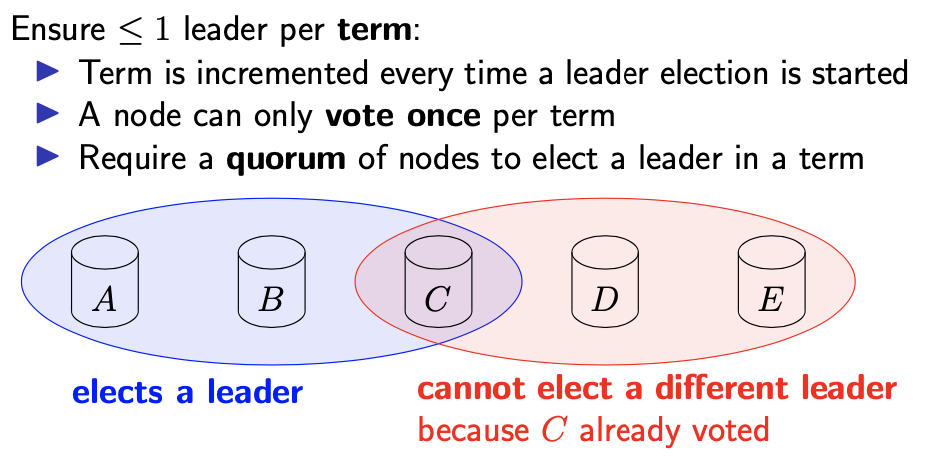 Ensure ≤ 1 leader per term:
▶ Term is incremented every time a leader election is started
▶ A node can only vote once per term
▶ Require a quorum of nodes to elect a leader in a term
A B C D E
elects a leader
cannot elect a different leader
because C already voted